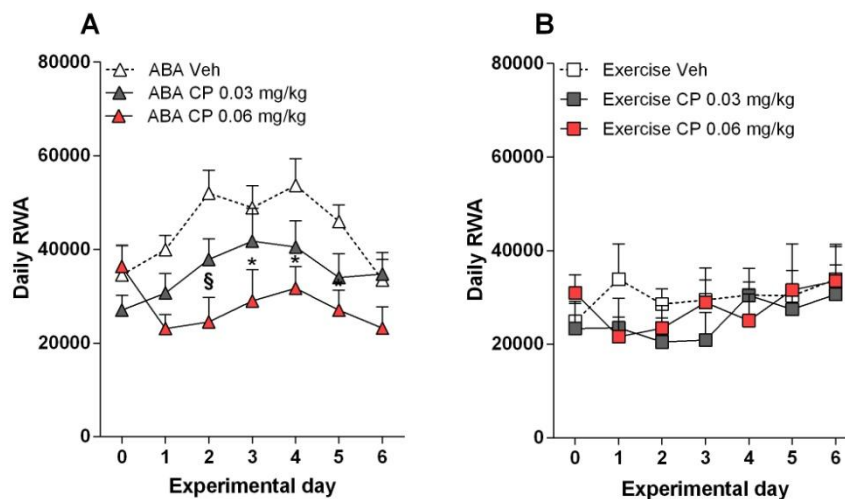 A
ABA Veh
ABA CP 0.03 mg/kg
ABA CP 0.06 mg/kg
Daily RWA
80000
60000
40000
20000
0
§
*
*
*
0 1 2 3 4 5 6
Experimental day
B
Exercise Veh
Exercise CP 0.03 mg/kg
Exercise CP 0.06 mg/kg
Daily RWA
80000
60000
40000
20000
0
0 1 2 3 4 5 6
Experimental day